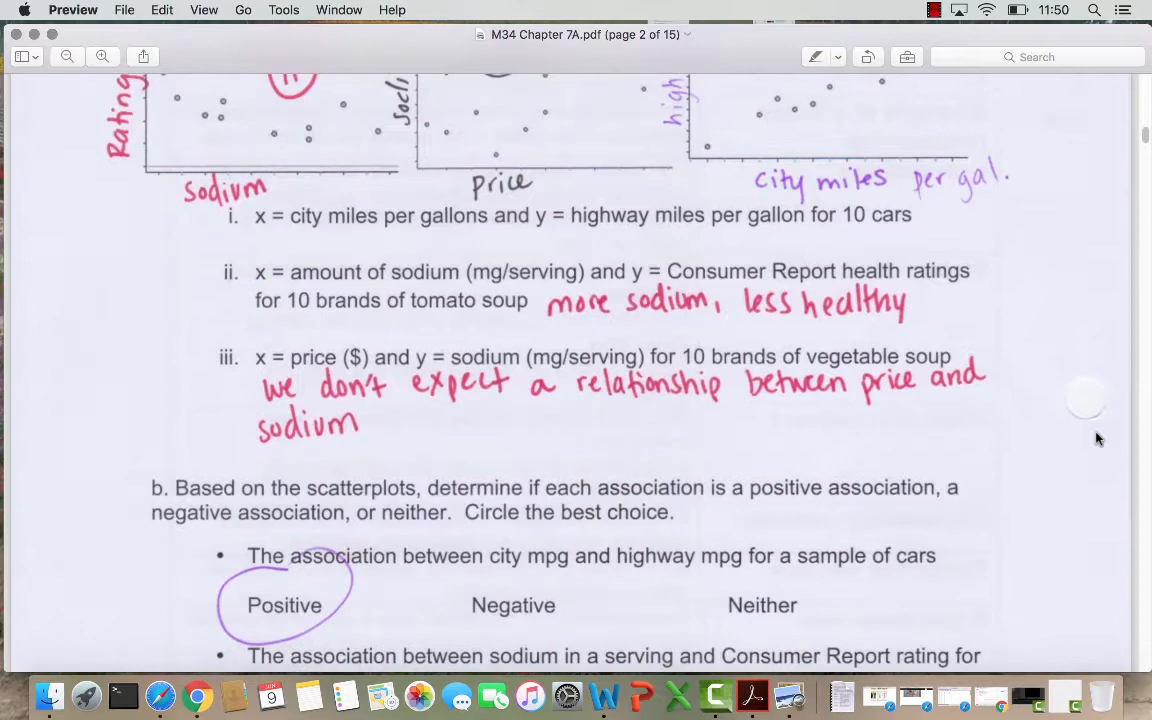 Preview File Edit View Go Tools Window Help 11:50
M34 Chapter 7A.pdf (page 2 of 15)
Search
Rating
high
Sodium
price
city miles per gal.
i. x = city miles per gallons and y = highway miles per gallon for 10 cars
ii. x = amount of sodium (mg/serving) and y = Consumer Report health ratings
for 10 brands of tomato soup more sodium, less healthy
iii. x = price ($) and y = sodium (mg/serving) for 10 brands of vegetable soup
we don't expect a relationship between price and
sodium
b. Based on the scatterplots, determine if each association is a positive association, a
negative association, or neither. Circle the best choice.
• The association between city mpg and highway mpg for a sample of cars
Positive Negative Neither
• The association between sodium in a serving and Consumer Report rating for
JUN
9